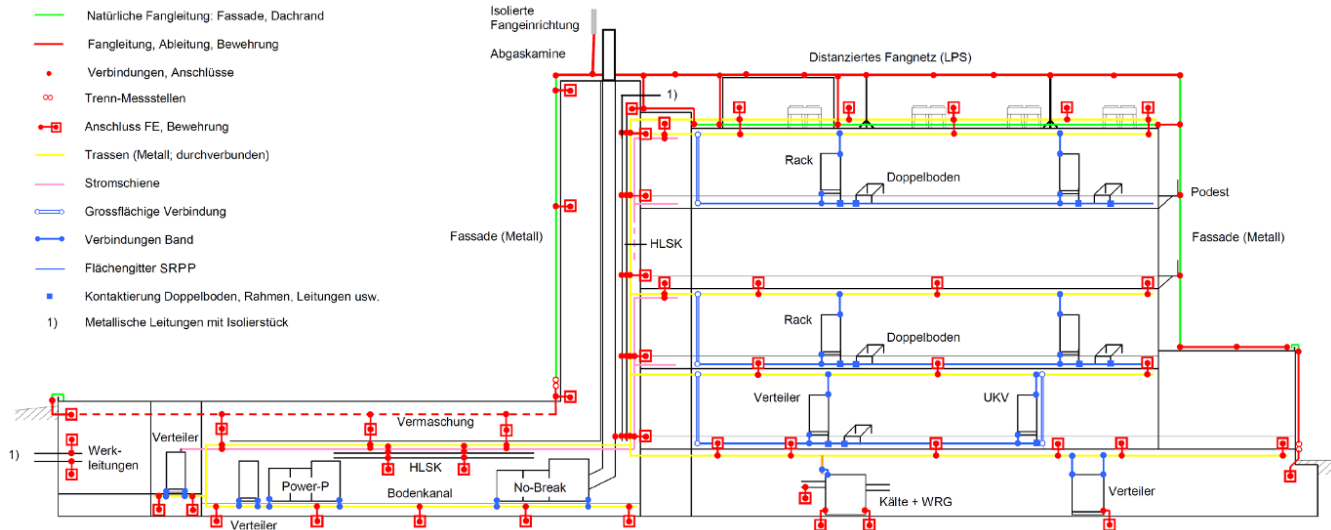 Natürliche Fangleitung: Fassade, Dachrand
Fangleitung, Ableitung, Bewehrung
Verbindungen, Anschlüsse
Trenn-Messstellen
Anschluss FE, Bewehrung
Trassen (Metall; durchverbunden)
Stromschiene
Grossflächige Verbindung
Verbindungen Band
Flächengitter SRPP
Kontaktierung Doppelboden, Rahmen, Leitungen usw.
1) Metallische Leitungen mit Isolierstück
Isolierte
Fangeinrichtung
Abgaskamine
Distanziertes Fangnetz (LPS)
1)
Rack
Doppelboden
Podest
Fassade (Metall)
HLSK
Fassade (Metall)
Rack
Doppelboden
Verteiler
UKV
Vermaschung
Verteiler
1)
Werk-
leitungen
HLSK
Power-P
Bodenkanal
No-Break
Verteiler
Kälte + WRG
Verteiler